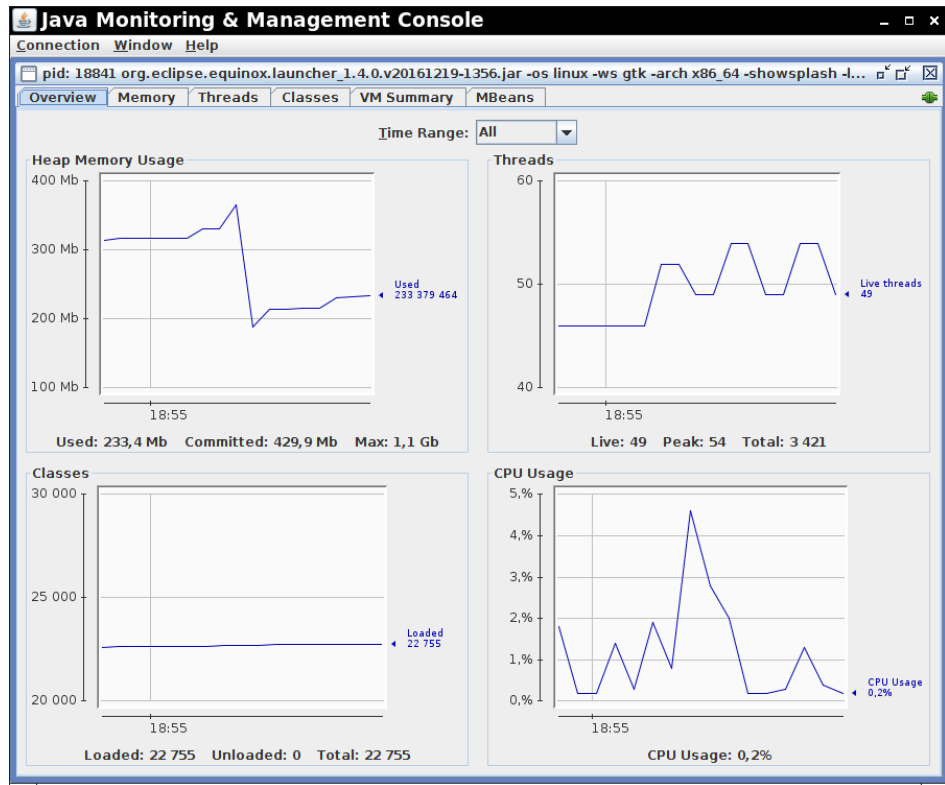 Java Monitoring & Management Console
Connection Window Help
pid: 18841 org.eclipse.equinox.launcher_1.4.0.v20161219-1356.jar -os linux -ws gtk -arch x86_64 -showsplash -l...
Overview Memory Threads Classes VM Summary MBeans
Time Range: All
Heap Memory Usage
400 Mb
300 Mb
200 Mb
100 Mb
18:55
Used
233 379 464
Used: 233,4 Mb Committed: 429,9 Mb Max: 1,1 Gb
Threads
60
50
40
18:55
Live threads
49
Live: 49 Peak: 54 Total: 3 421
Classes
30 000
25 000
20 000
18:55
Loaded
22 755
Loaded: 22 755 Unloaded: 0 Total: 22 755
CPU Usage
5,%
4,%
3,%
2,%
1,%
0,%
18:55
CPU Usage
0,2%
CPU Usage: 0,2%